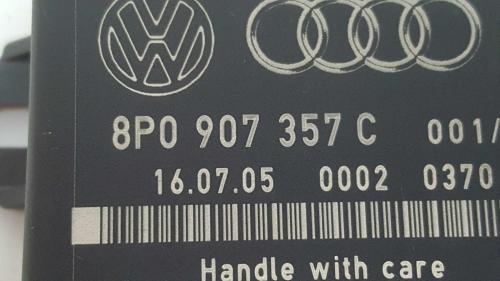 8P0 907 357 C 001/
16.07.05 0002 0370
Handle with care